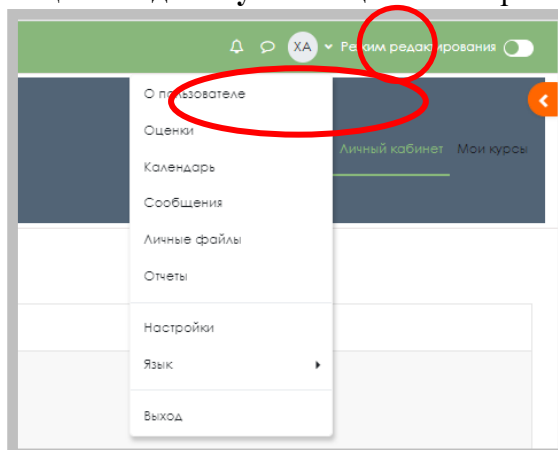 ХА Режим редактирования
О пользователе
Оценки
Личный кабинет Мои курсы
Календарь
Сообщения
Личные файлы
Отчеты
Настройки
Язык
Выход